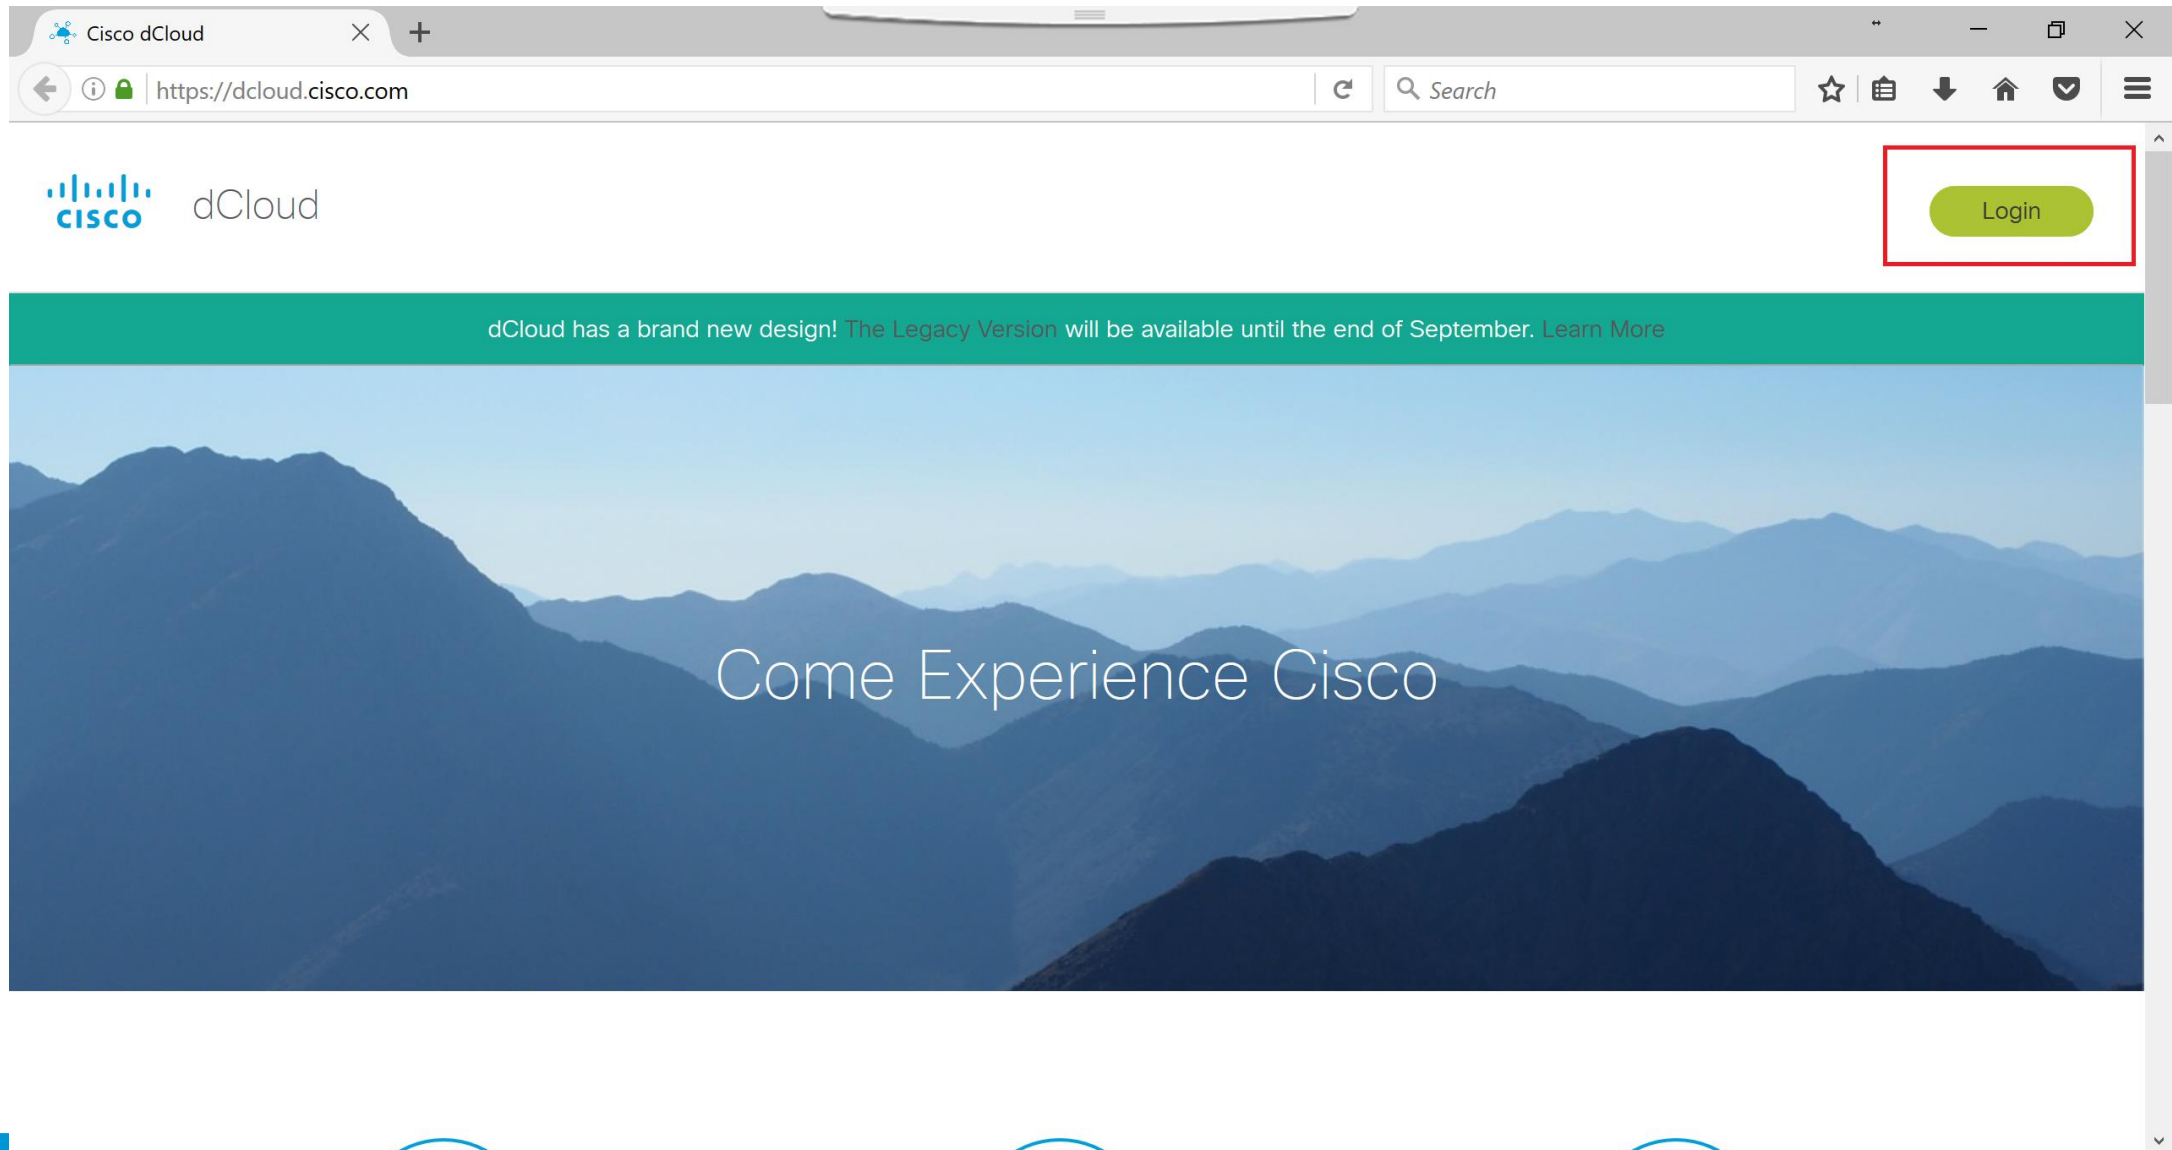 Cisco dCloud
https://dcloud.cisco.com
Search
CISCO
dCloud
Login
dCloud has a brand new design! The Legacy Version will be available until the end of September. Learn More
Come Experience Cisco